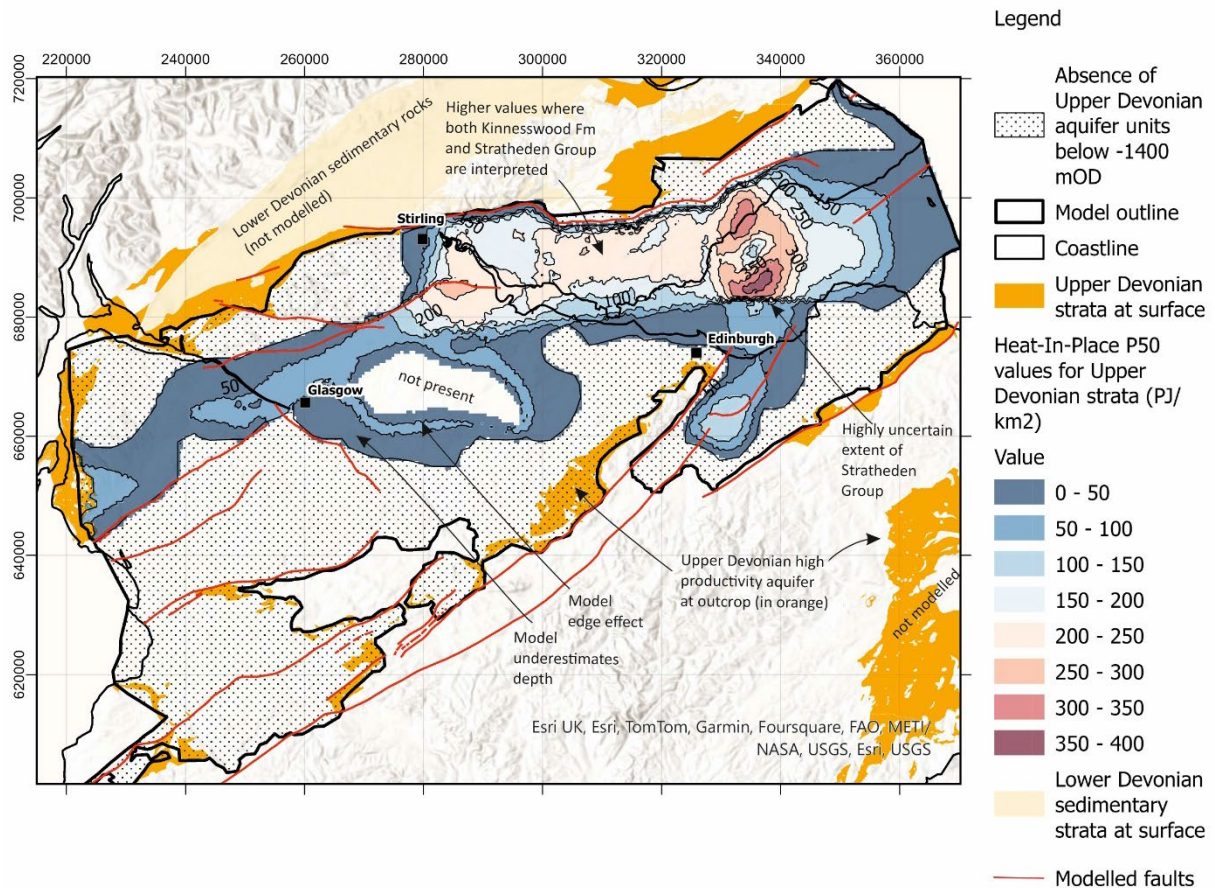 220000
240000
260000
280000
300000
320000
340000
360000
720000
700000
680000
660000
640000
620000
Higher values where
both Kinnesswood Fm
and Stratheden Group
are interpreted
Lower Devonian sedimentary rocks
(not modelled)
Stirling
200
100
50
Glasgow
not present
Edinburgh
50
Highly uncertain
extent of
Stratheden
Group
Upper Devonian high
productivity aquifer
at outcrop (in orange)
not modelled
Model
edge effect
Model
underestimates
depth
Esri UK, Esri, TomTom, Garmin, Foursquare, FAO, METI/
NASA, USGS, Esri, USGS
Legend
Absence of
Upper Devonian
aquifer units
below -1400
mOD
Model outline
Coastline
Upper Devonian
strata at surface
Heat-In-Place P50
values for Upper
Devonian strata (PJ/
km2)
Value
0 - 50
50 - 100
100 - 150
150 - 200
200 - 250
250 - 300
300 - 350
350 - 400
Lower Devonian
sedimentary
strata at surface
Modelled faults